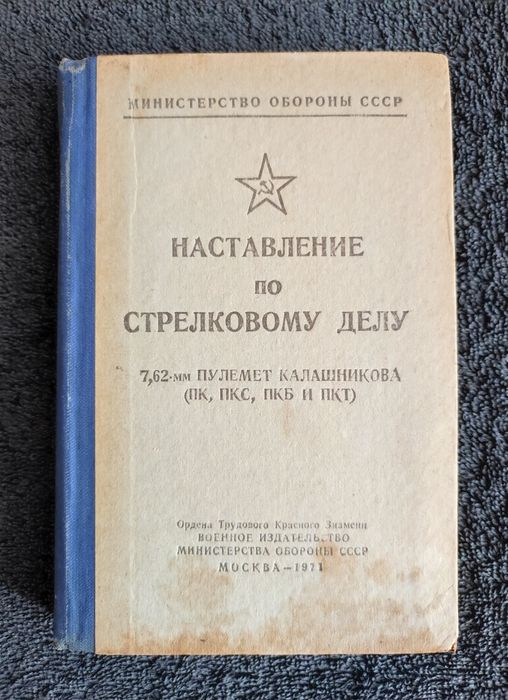 МИНИСТЕРСТВО ОБОРОНЫ СССР
НАСТАВЛЕНИЕ
ПО
СТРЕЛКОВОМУ ДЕЛУ
7,62-мм ПУЛЕМЕТ КАЛАШНИКОВА
(ПК, ПКС, ПКБ И ПКТ)
Ордена Трудового Красного Знамени
ВОЕННОЕ ИЗДАТЕЛЬСТВО
МИНИСТЕРСТВА ОБОРОНЫ СССР
МОСКВА — 1971